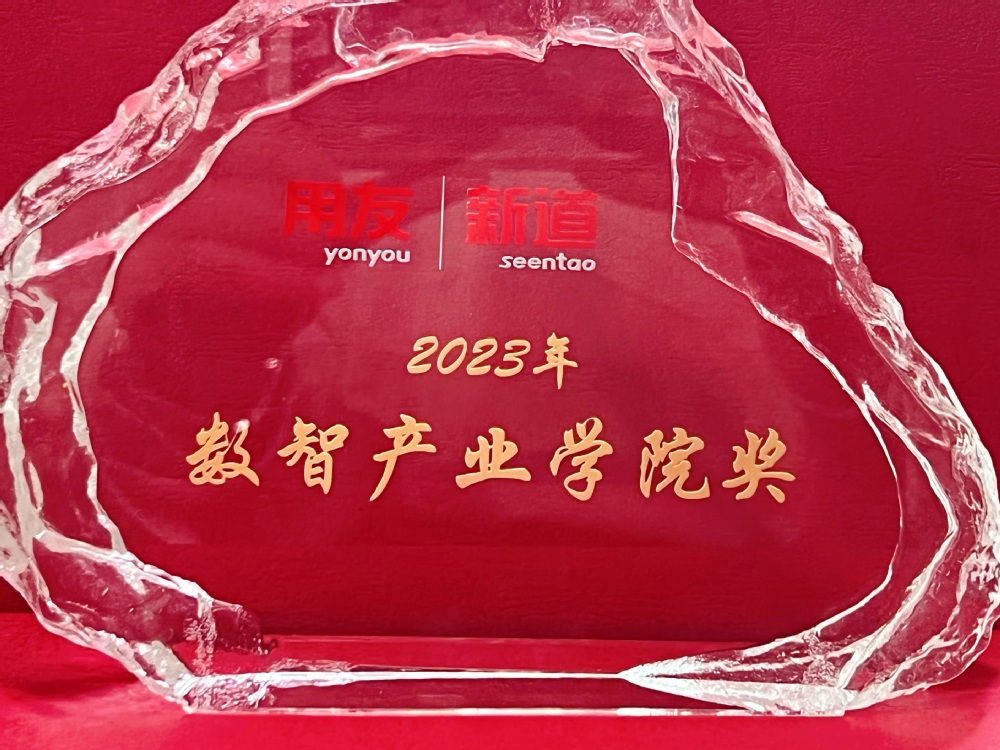 用友 新道
yonyou seentao
2023年
数智产业学院奖